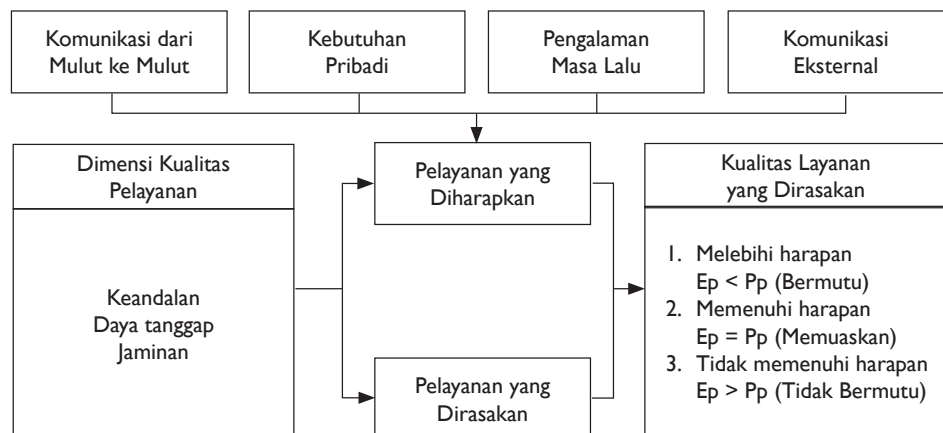 Komunikasi dari
Mulut ke Mulut
Kebutuhan
Pribadi
Pengalaman
Masa Lalu
Komunikasi
Eksternal
Dimensi Kualitas
Pelayanan
Keandalan
Daya tanggap
Jaminan
Pelayanan yang
Diharapkan
Pelayanan yang
Dirasakan
Kualitas Layanan
yang Dirasakan
1. Melebihi harapan
Ep < Pp (Bermutu)
2. Memenuhi harapan
Ep = Pp (Memuaskan)
3. Tidak memenuhi harapan
Ep > Pp (Tidak Bermutu)